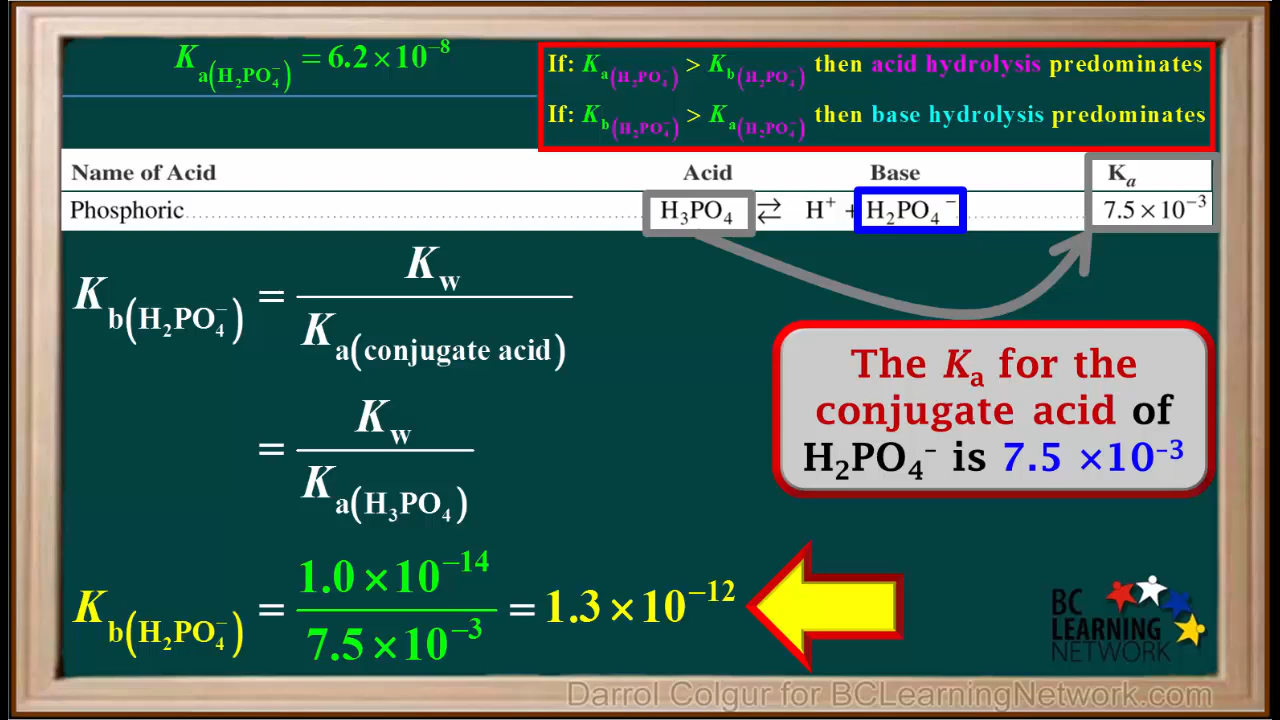 K a(H₂PO₄⁻) = 6.2 × 10⁻⁸
If: K a(H₂PO₄⁻) > K b(H₂PO₄⁻) then acid hydrolysis predominates
If: K b(H₂PO₄⁻) > K a(H₂PO₄⁻) then base hydrolysis predominates
Name of Acid Acid Base Kₐ
Phosphoric H₃PO₄ ⇄ H⁺ + H₂PO₄⁻ 7.5 × 10⁻³
K b(H₂PO₄⁻) = K w / K a(conjugate acid)
= K w / K a(H₃PO₄)
The Kₐ for the
conjugate acid of
H₂PO₄⁻ is 7.5 ×10⁻³
K b(H₂PO₄⁻) = 1.0 × 10⁻¹⁴ / 7.5 × 10⁻³ = 1.3 × 10⁻¹²
BC
LEARNING
NETWORK
Darrol Colgur for BCLearningNetwork.com